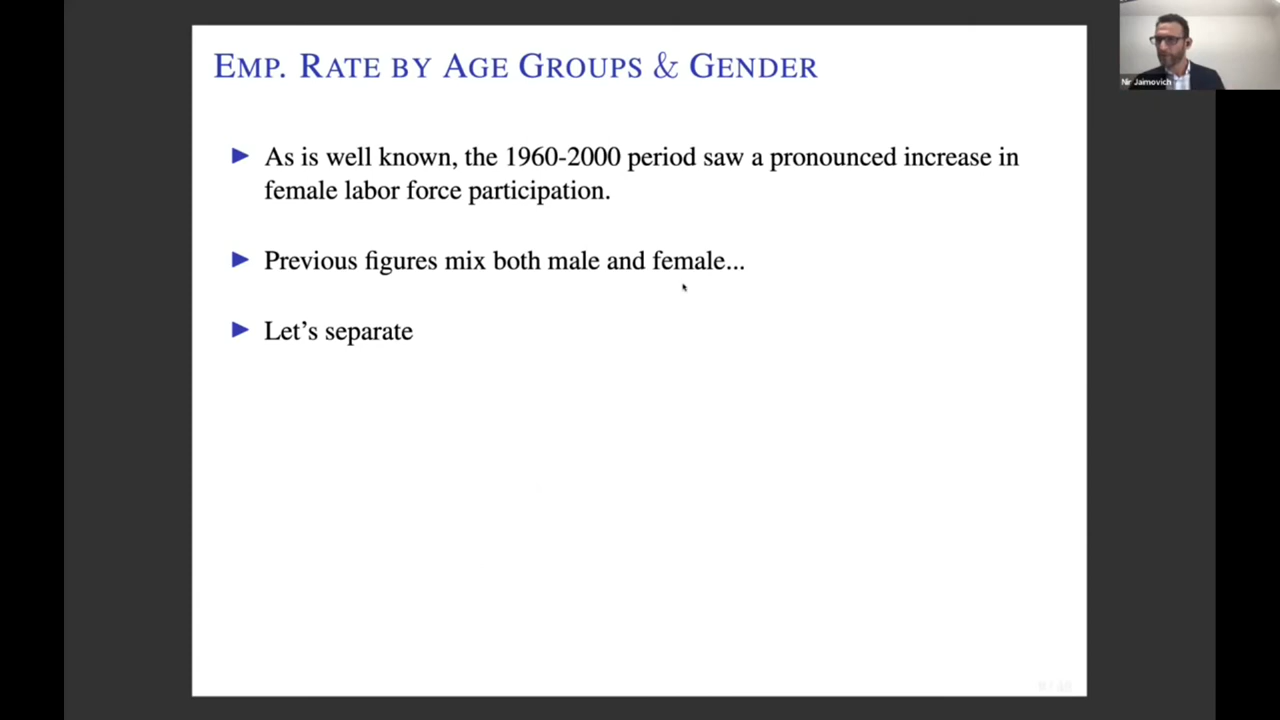 EMP. RATE BY AGE GROUPS & GENDER
As is well known, the 1960-2000 period saw a pronounced increase in
female labor force participation.
Previous figures mix both male and female...
Let's separate
Nir Jaimovich